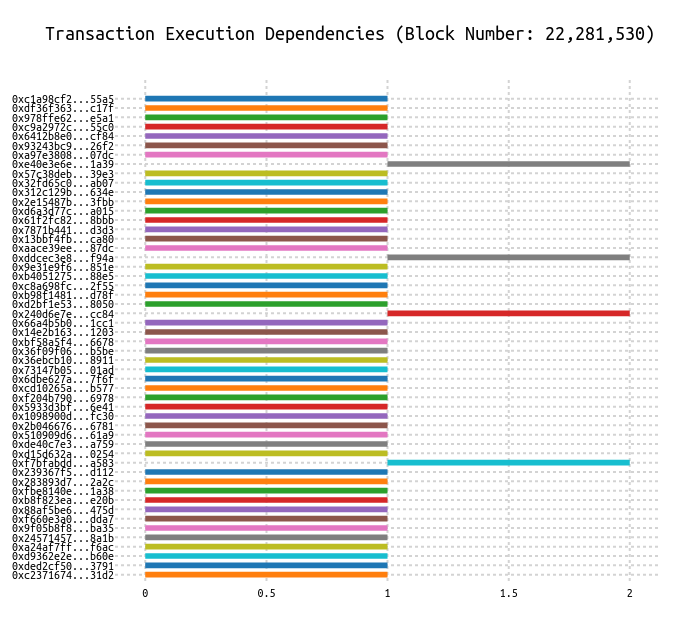 Transaction Execution Dependencies (Block Number: 22,281,530)
0xc1a98cf2...55a5
0xdf36f363...c17f
0x978ffe62...e5a1
0xc9a2972c...55c0
0x6412b8e0...cf84
0x93243bc9...26f2
0xa97e3808...07dc
0xe40e3e6e...1a39
0x57c38deb...39e3
0x32fd65c0...ab07
0x312c129b...634e
0x2e15487b...3fbb
0xd6a3d77c...a015
0x61f2fc82...8bbb
0x7871b441...d3d3
0x13bbf4fb...ca80
0xaace39ee...87dc
0xddcec3e8...f94a
0x9e31e9f6...851e
0xb4051275...88e5
0xc8a698fc...2f55
0xb98f1481...d78f
0xd2bf1e53...8050
0x240d6e7e...cc84
0x66a4b5b0...1cc1
0x14e2b163...1203
0xbf58a5f4...6678
0x36f09f06...b5be
0x36ebcb10...8911
0x73147b05...01ad
0x6dbe627a...7f6f
0xcd10265a...b577
0xf204b790...6978
0x5933d3bf...6e41
0x1098900d...fc30
0x2b046676...6781
0x510909d6...61a9
0xde40c7e3...a759
0xd15d632a...0254
0xf7bfabdd...a583
0x239367f5...d112
0x283893d7...2a2c
0xfbe8140e...1a38
0xb8f823ea...e20b
0x88af5be6...475d
0xf660e3a0...dda7
0x9f05b8f8...ba35
0x24571457...8a1b
0xa24af7ff...f6ac
0xd9362e2e...b60e
0xded2cf50...3791
0xc2371674...31d2
0 0.5 1 1.5 2